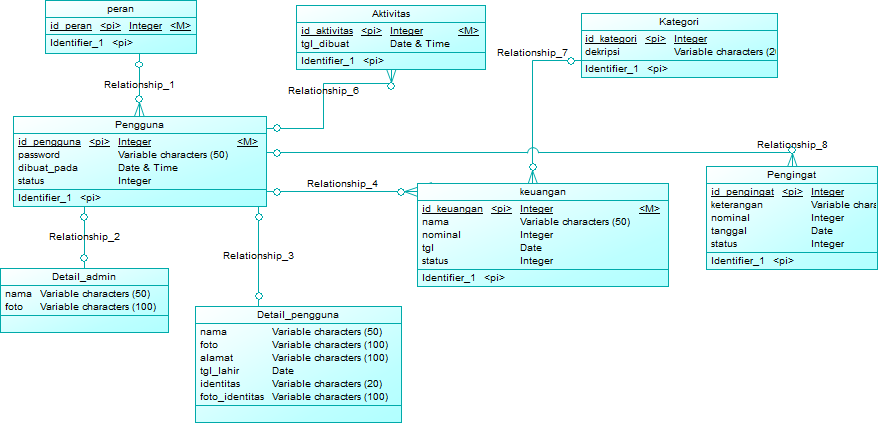 peran
id_peran <pi> Integer <M>
Identifier_1 <pi>
Aktivitas
id_aktivitas <pi> Integer <M>
tgl_dibuat Date & Time
Identifier_1 <pi>
Kategori
id_kategori <pi> Integer
dekripsi Variable characters (20
Identifier_1 <pi>
Relationship_7
Relationship_1
Relationship_6
Pengguna
id_pengguna <pi> Integer <M>
password Variable characters (50)
dibuat_pada Date & Time
status Integer
Identifier_1 <pi>
Relationship_8
Relationship_4
Pengingat
id_pengingat <pi> Integer
keterangan Variable chara
nominal Integer
tanggal Date
status Integer
Identifier_1 <pi>
keuangan
id_keuangan <pi> Integer <M>
nama Variable characters (50)
nominal Integer
tgl Date
status Integer
Identifier_1 <pi>
Relationship_2
Relationship_3
Detail_admin
nama Variable characters (50)
foto Variable characters (100)
Detail_pengguna
nama Variable characters (50)
foto Variable characters (100)
alamat Variable characters (100)
tgl_lahir Date
identitas Variable characters (20)
foto_identitas Variable characters (100)